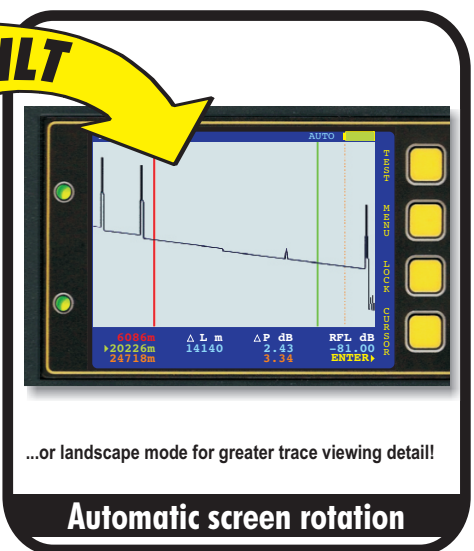 ILT
AUTO
TEST
MENU
LOCK
CURSOR
6086m Δ L m ΔP dB RFL dB
20226m 14140 2.43 -81.00
24718m 3.34 ENTER
...or landscape mode for greater trace viewing detail!
Automatic screen rotation